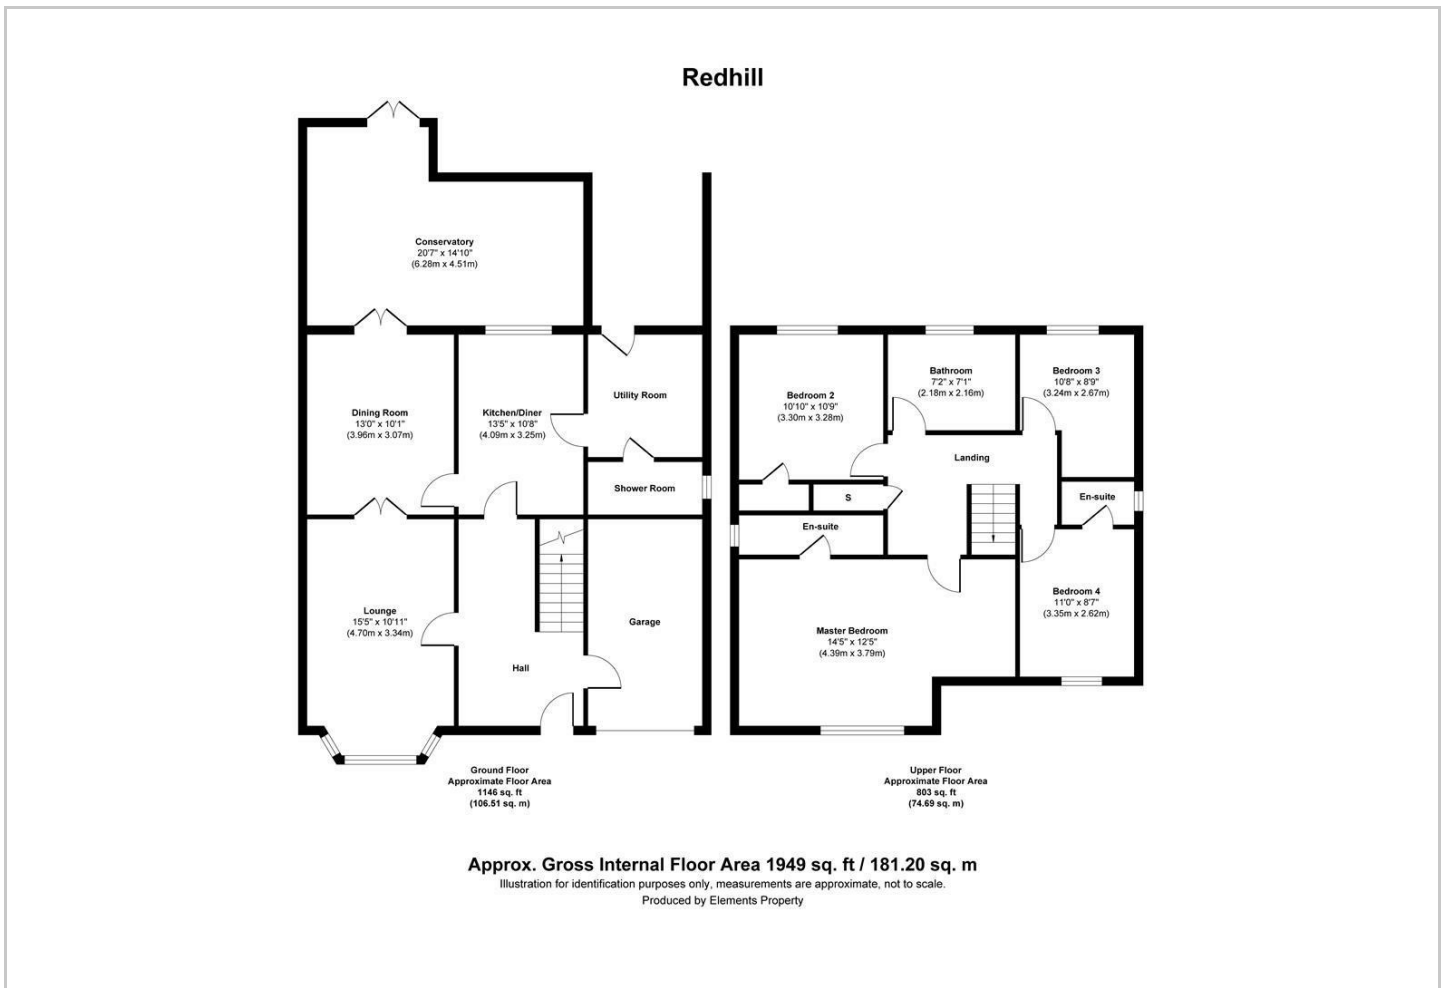 Redhill
Conservatory
20'7" x 14'10"
(6.28m x 4.51m)
Dining Room
13'0" x 10'1"
(3.96m x 3.07m)
Kitchen/Diner
13'5" x 10'8"
(4.09m x 3.25m)
Utility Room
Shower Room
Lounge
15'5" x 10'11"
(4.70m x 3.34m)
Hall
Garage
Ground Floor
Approximate Floor Area
1146 sq. ft
(106.51 sq. m)
Bedroom 2
10'10" x 10'9"
(3.30m x 3.28m)
Bathroom
7'2" x 7'1"
(2.18m x 2.16m)
Bedroom 3
10'8" x 8'9"
(3.24m x 2.67m)
Landing
S
En-suite
En-suite
Master Bedroom
14'5" x 12'5"
(4.39m x 3.79m)
Bedroom 4
11'0" x 8'7"
(3.35m x 2.62m)
Upper Floor
Approximate Floor Area
803 sq. ft
(74.69 sq. m)
Approx. Gross Internal Floor Area 1949 sq. ft / 181.20 sq. m
Illustration for identification purposes only, measurements are approximate, not to scale.
Produced by Elements Property